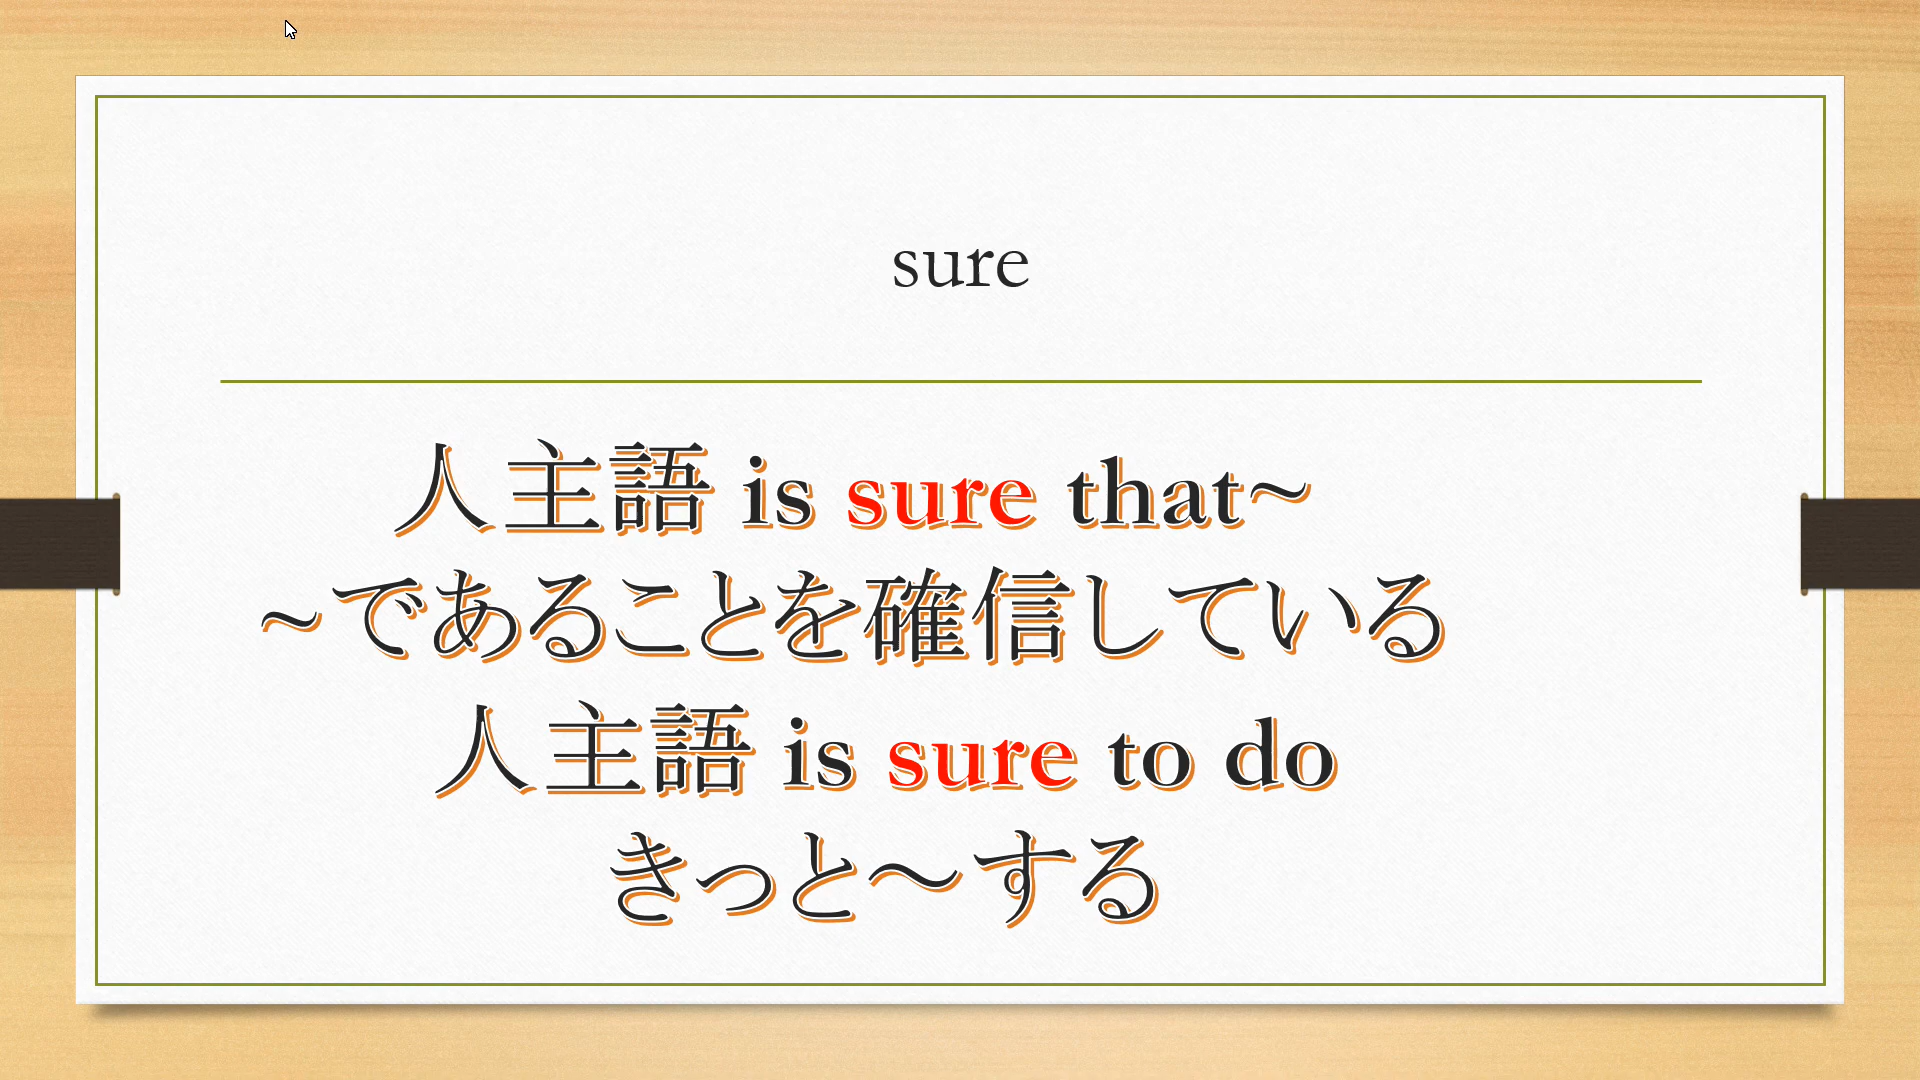 sure
人主語 is sure that~
~であることを確信している
人主語 is sure to do
きっと～する